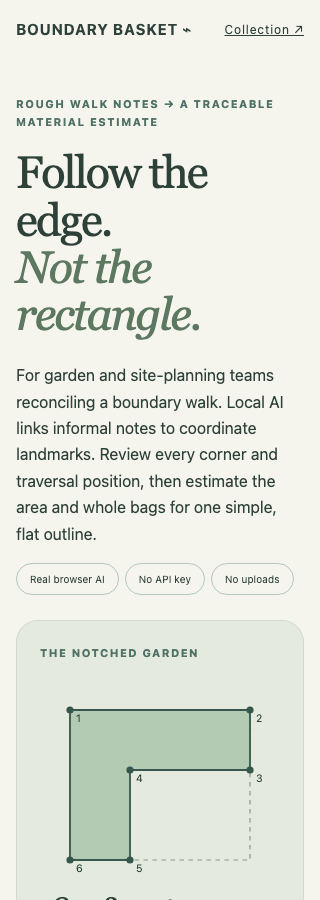 BOUNDARY BASKET ⌁
Collection ↗
ROUGH WALK NOTES → A TRACEABLE
MATERIAL ESTIMATE
Follow the
edge.
Not the
rectangle.
For garden and site-planning teams
reconciling a boundary walk. Local AI
links informal notes to coordinate
landmarks. Review every corner and
traversal position, then estimate the
area and whole bags for one simple,
flat outline.
Real browser AI
No API key
No uploads
THE NOTCHED GARDEN
1
2
4
3
6
5